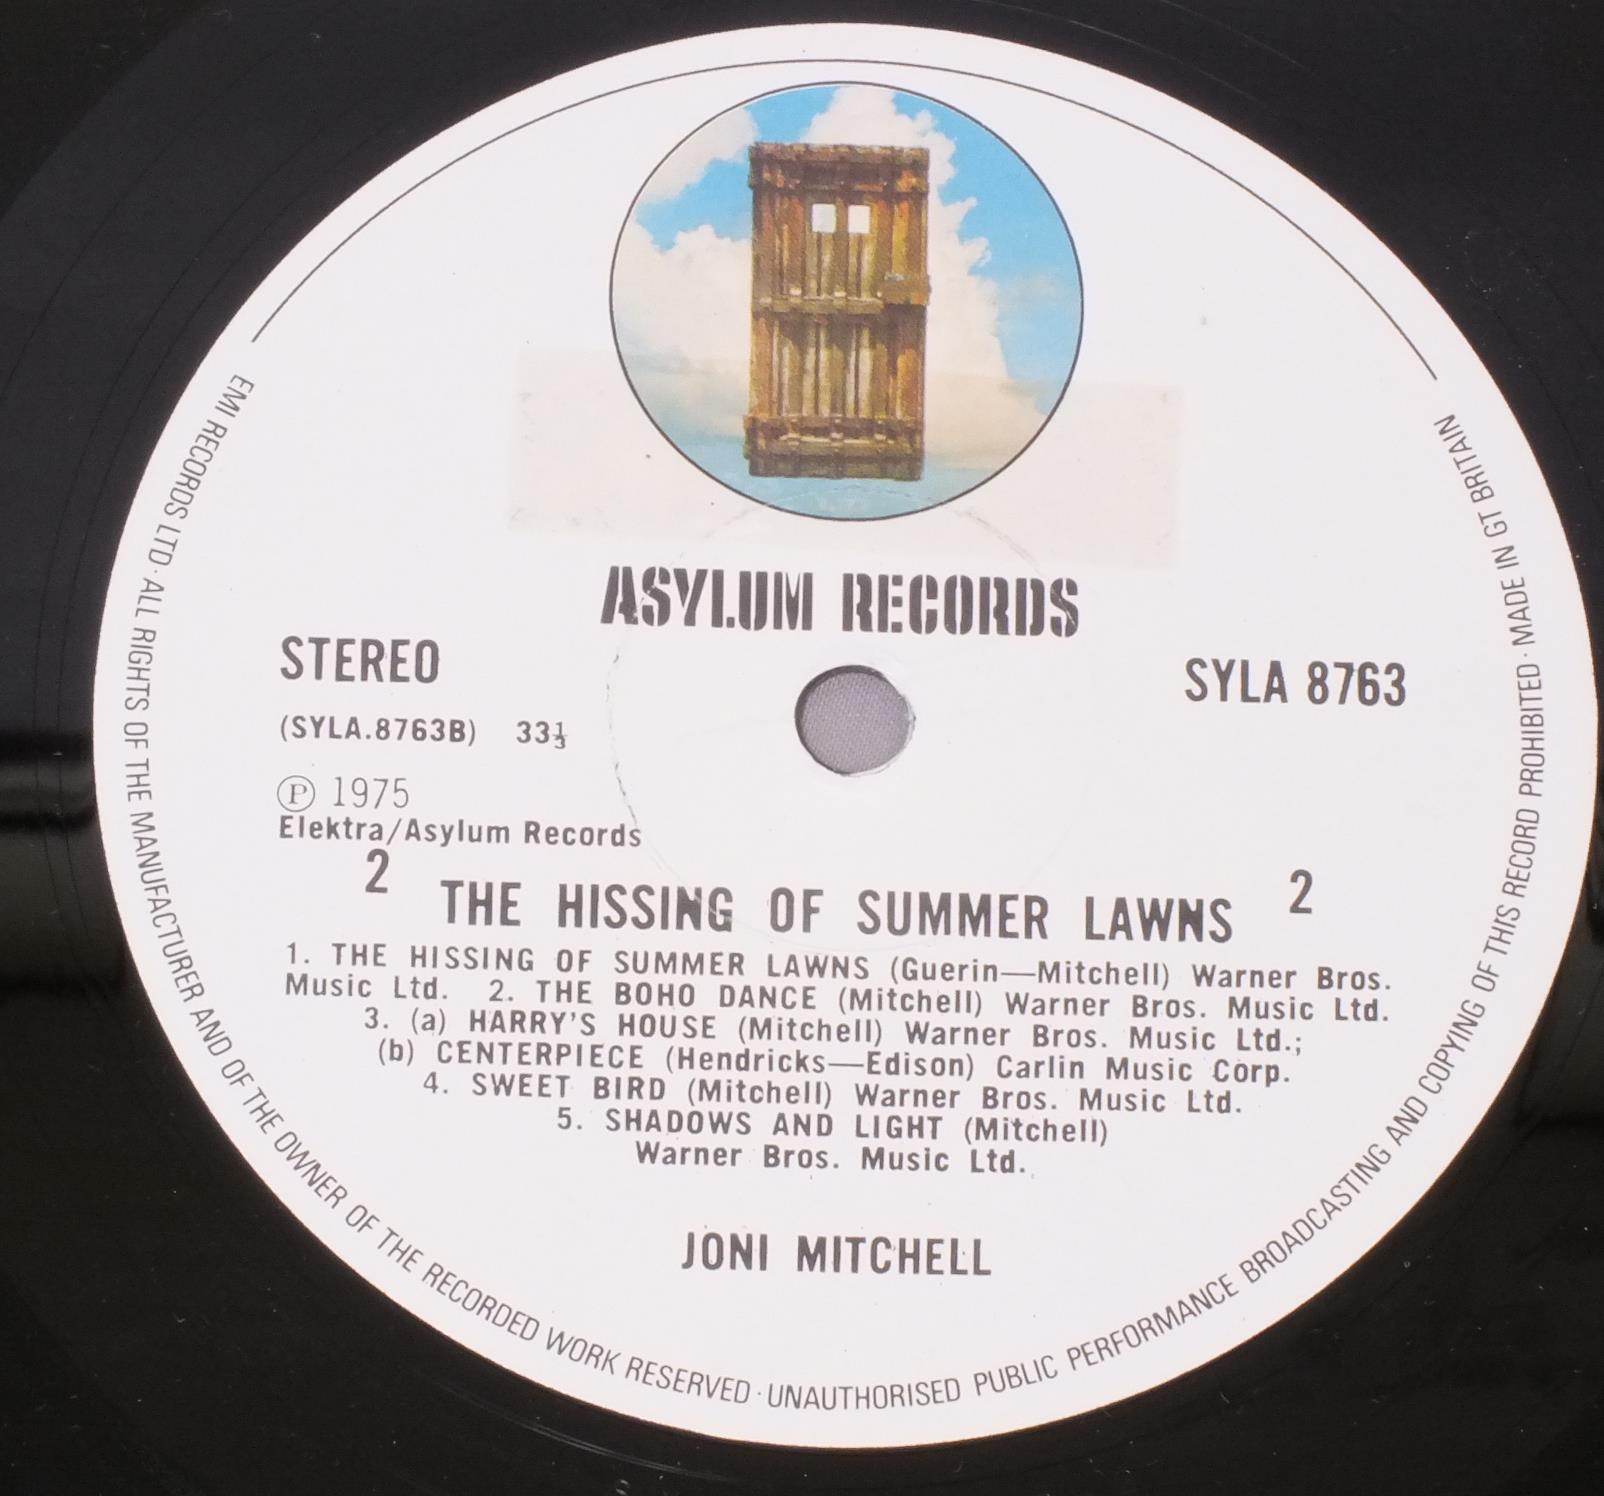 ASYLUM RECORDS
STEREO
SYLA 8763
(SYLA.8763B) 33⅓
Ⓟ 1975
Elektra/Asylum Records
2 THE HISSING OF SUMMER LAWNS 2
1. THE HISSING OF SUMMER LAWNS (Guerin—Mitchell) Warner Bros.
Music Ltd. 2. THE BOHO DANCE (Mitchell) Warner Bros. Music Ltd.
3. (a) HARRY'S HOUSE (Mitchell) Warner Bros. Music Ltd.;
(b) CENTERPIECE (Hendricks—Edison) Carlin Music Corp.
4. SWEET BIRD (Mitchell) Warner Bros. Music Ltd.
5. SHADOWS AND LIGHT (Mitchell)
Warner Bros. Music Ltd.
JONI MITCHELL
EMI RECORDS LTD · ALL RIGHTS OF THE MANUFACTURER AND OF THE OWNER OF THE RECORDED WORK RESERVED · UNAUTHORISED PUBLIC PERFORMANCE BROADCASTING AND COPYING OF THIS RECORD PROHIBITED · MADE IN GT BRITAIN